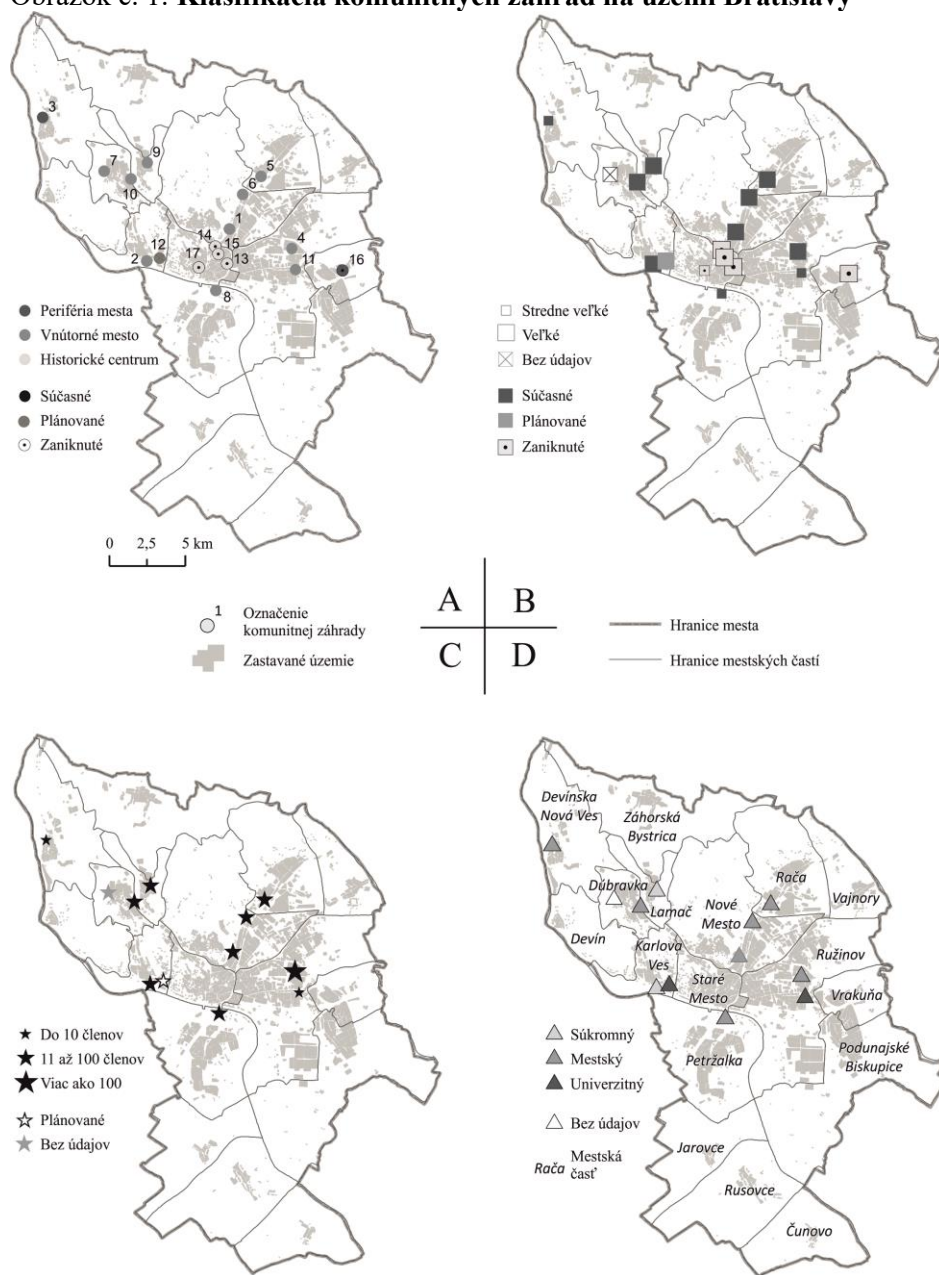 Obrázok č. 1: Klasifikácia komunitných záhrad na území Bratislavy
3
7
9
10
5
6
1
14
15
4
12
2
17
13
11
16
8
Periféria mesta
Vnútorné mesto
Historické centrum
Súčasné
Plánované
Zaniknuté
Stredne veľké
Veľké
Bez údajov
Súčasné
Plánované
Zaniknuté
0 2,5 5 km
1
Označenie
komunitnej záhrady
Zastavané územie
A B
C D
Hranice mesta
Hranice mestských častí
Do 10 členov
11 až 100 členov
Viac ako 100
Plánované
Bez údajov
Devínska
Nová Ves
Záhorská
Bystrica
Dúbravka
Rača
Lamač
Nové
Mesto
Vajnory
Devín
Karlova
Ves
Ružinov
Staré
Mesto
Vrakuňa
Petržalka
Podunajské
Biskupice
Jarovce
Rusovce
Čunovo
Súkromný
Mestský
Univerzitný
Bez údajov
Rača Mestská
časť